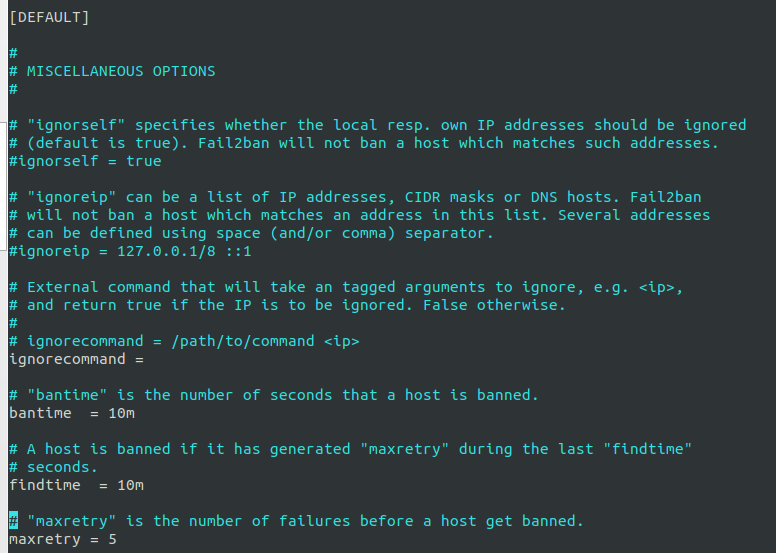 [DEFAULT]
#
# MISCELLANEOUS OPTIONS
#
# "ignorself" specifies whether the local resp. own IP addresses should be ignored
# (default is true). Fail2ban will not ban a host which matches such addresses.
#ignorself = true
# "ignoreip" can be a list of IP addresses, CIDR masks or DNS hosts. Fail2ban
# will not ban a host which matches an address in this list. Several addresses
# can be defined using space (and/or comma) separator.
#ignoreip = 127.0.0.1/8 ::1
# External command that will take an tagged arguments to ignore, e.g. <ip>,
# and return true if the IP is to be ignored. False otherwise.
#
# ignorecommand = /path/to/command <ip>
ignorecommand =
# "bantime" is the number of seconds that a host is banned.
bantime  = 10m
# A host is banned if it has generated "maxretry" during the last "findtime"
# seconds.
findtime  = 10m
# "maxretry" is the number of failures before a host get banned.
maxretry = 5